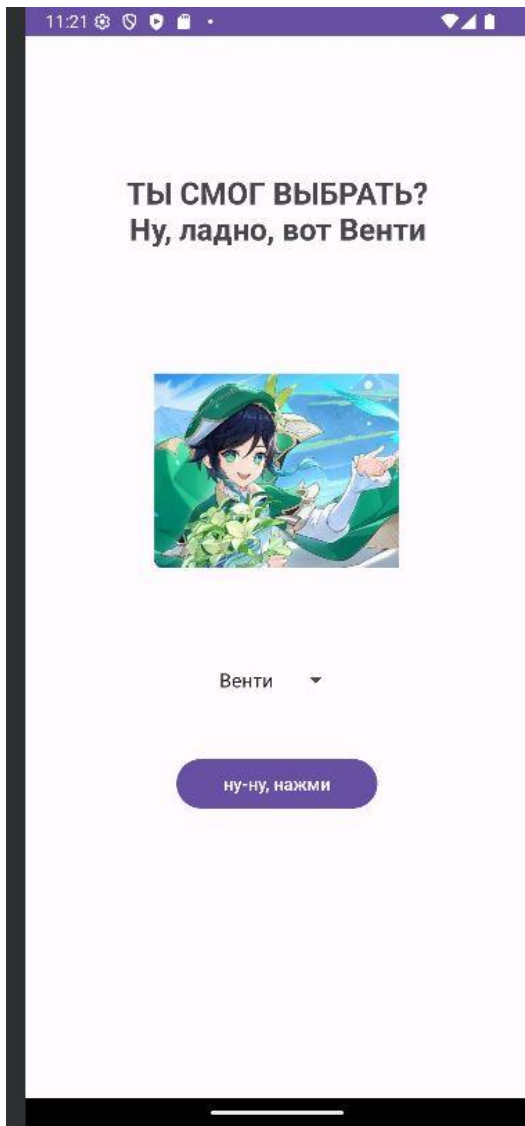 11:21
ТЫ СМОГ ВЫБРАТЬ?
Ну, ладно, вот Венти
Венти
ну-ну, нажми